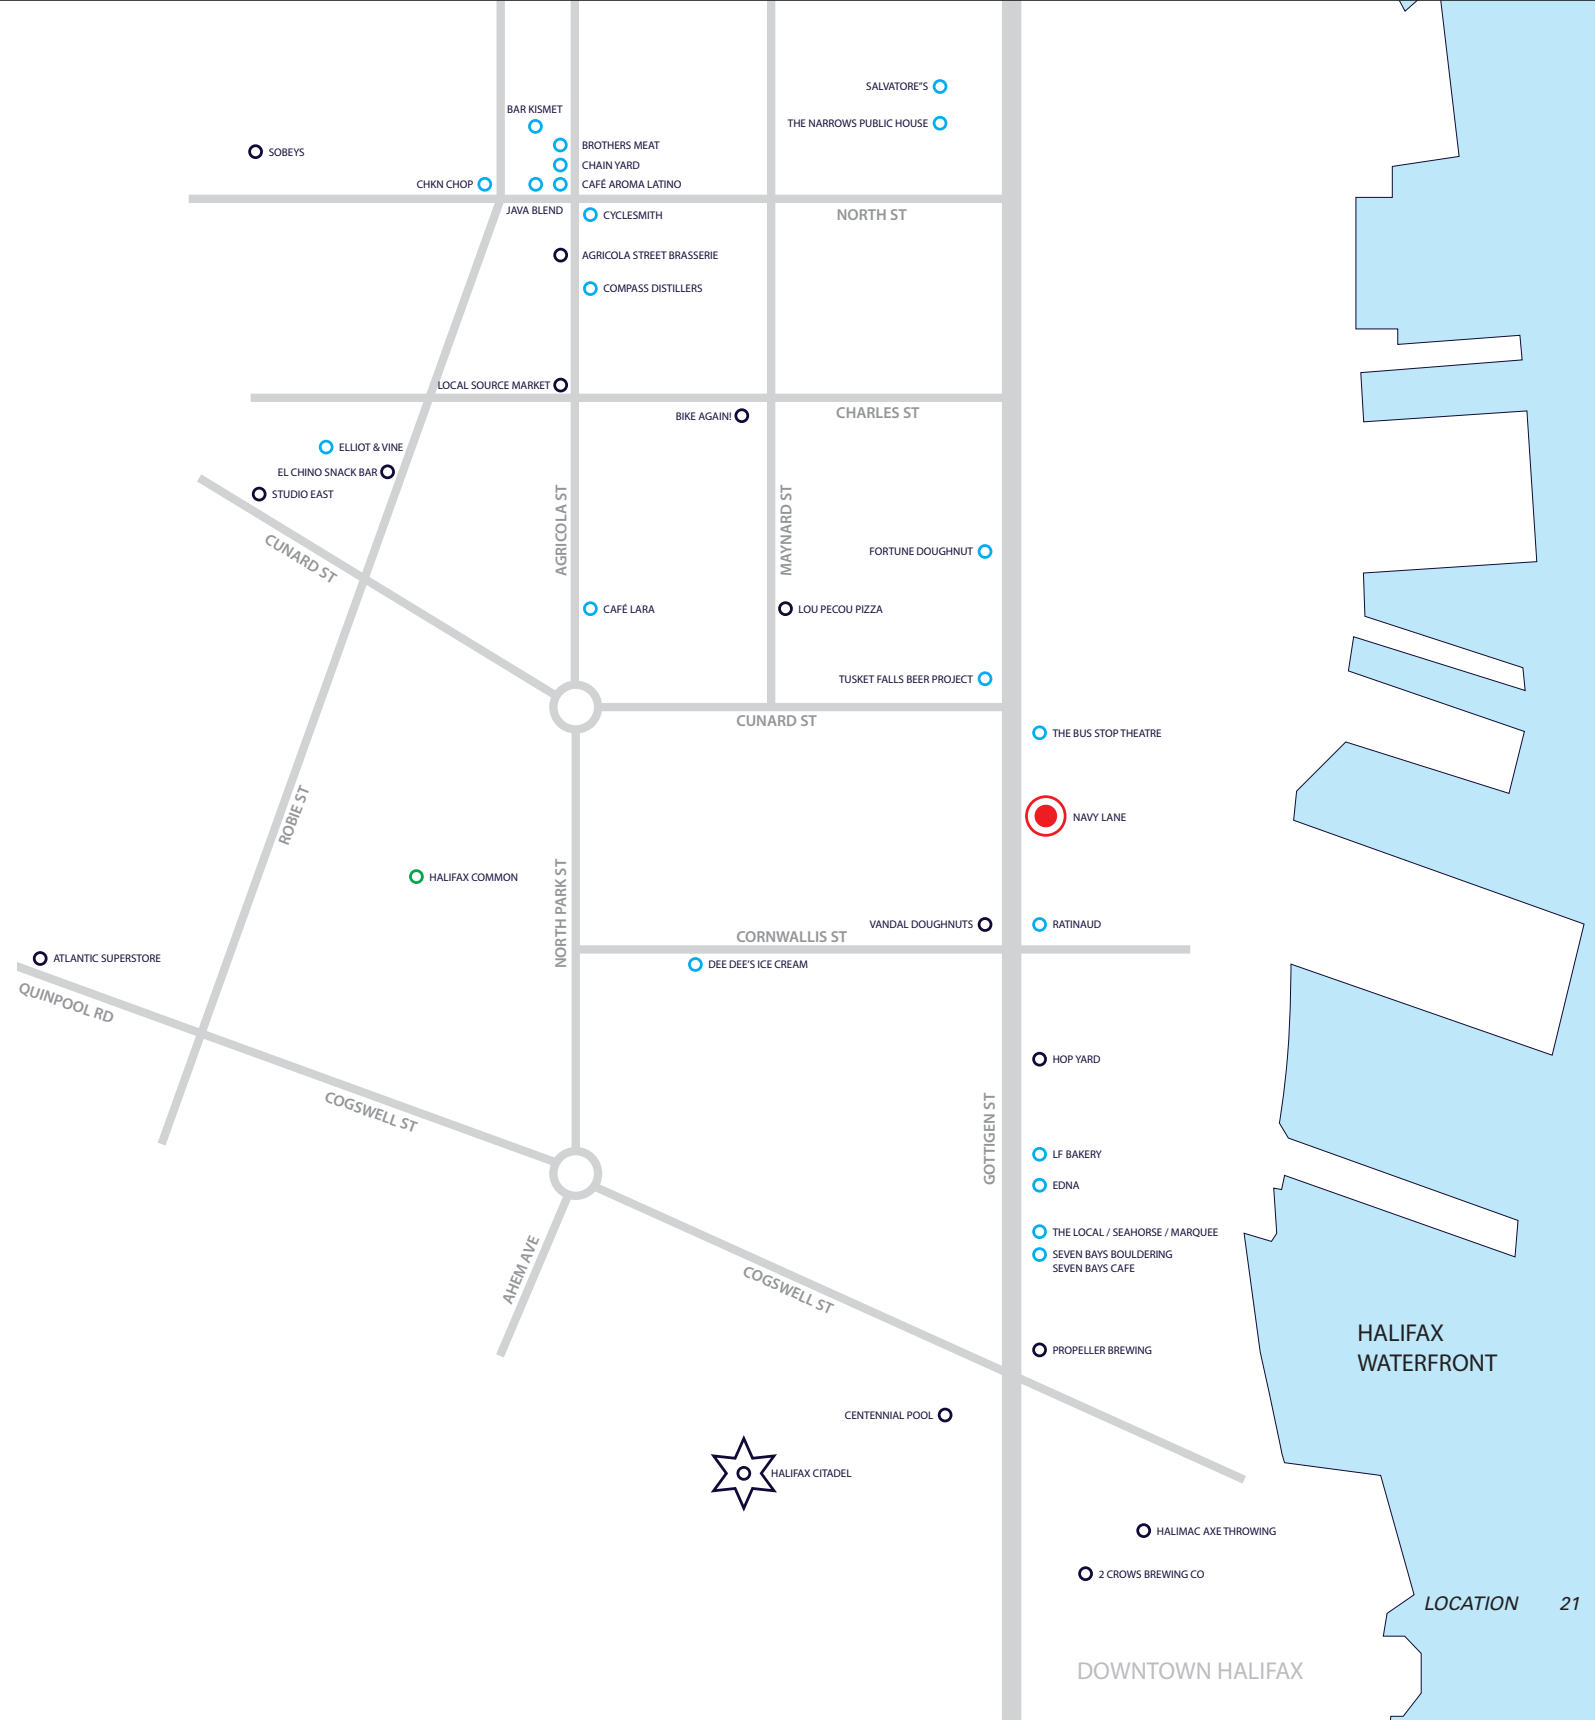 SALVATORE"S
BAR KISMET
THE NARROWS PUBLIC HOUSE
BROTHERS MEAT
SOBEYS
CHAIN YARD
CHKN CHOP
CAFÉ AROMA LATINO
JAVA BLEND
CYCLESMITH
NORTH ST
AGRICOLA STREET BRASSERIE
COMPASS DISTILLERS
LOCAL SOURCE MARKET
BIKE AGAIN!
CHARLES ST
ELLIOT & VINE
EL CHINO SNACK BAR
STUDIO EAST
AGRICOLA ST
MAYNARD ST
CUNARD ST
FORTUNE DOUGHNUT
CAFÉ LARA
LOU PECOU PIZZA
TUSKET FALLS BEER PROJECT
CUNARD ST
THE BUS STOP THEATRE
ROBIE ST
NAVY LANE
HALIFAX COMMON
NORTH PARK ST
VANDAL DOUGHNUTS
RATINAUD
CORNWALLIS ST
ATLANTIC SUPERSTORE
DEE DEE'S ICE CREAM
QUINPOOL RD
HOP YARD
COGSWELL ST
GOTTIGEN ST
LF BAKERY
EDNA
THE LOCAL / SEAHORSE / MARQUEE
SEVEN BAYS BOULDERING
SEVEN BAYS CAFE
AHEM AVE
COGSWELL ST
HALIFAX
WATERFRONT
PROPELLER BREWING
CENTENNIAL POOL
HALIFAX CITADEL
HALIMAC AXE THROWING
2 CROWS BREWING CO
LOCATION 21
DOWNTOWN HALIFAX